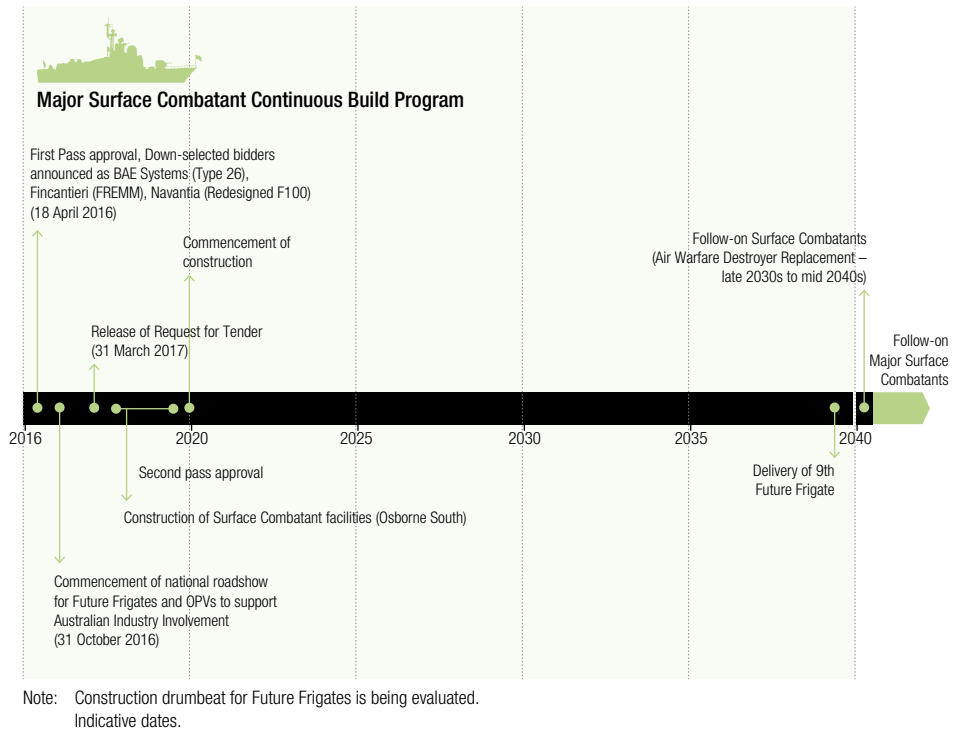 Major Surface Combatant Continuous Build Program
First Pass approval, Down-selected bidders
announced as BAE Systems (Type 26),
Fincantieri (FREMM), Navantia (Redesigned F100)
(18 April 2016)
Commencement of
construction
Follow-on Surface Combatants
(Air Warfare Destroyer Replacement –
late 2030s to mid 2040s)
Release of Request for Tender
(31 March 2017)
Follow-on
Major Surface
Combatants
2016 2020 2025 2030 2035 2040
Second pass approval
Delivery of 9th
Future Frigate
Construction of Surface Combatant facilities (Osborne South)
Commencement of national roadshow
for Future Frigates and OPVs to support
Australian Industry Involvement
(31 October 2016)
Note: Construction drumbeat for Future Frigates is being evaluated.
Indicative dates.